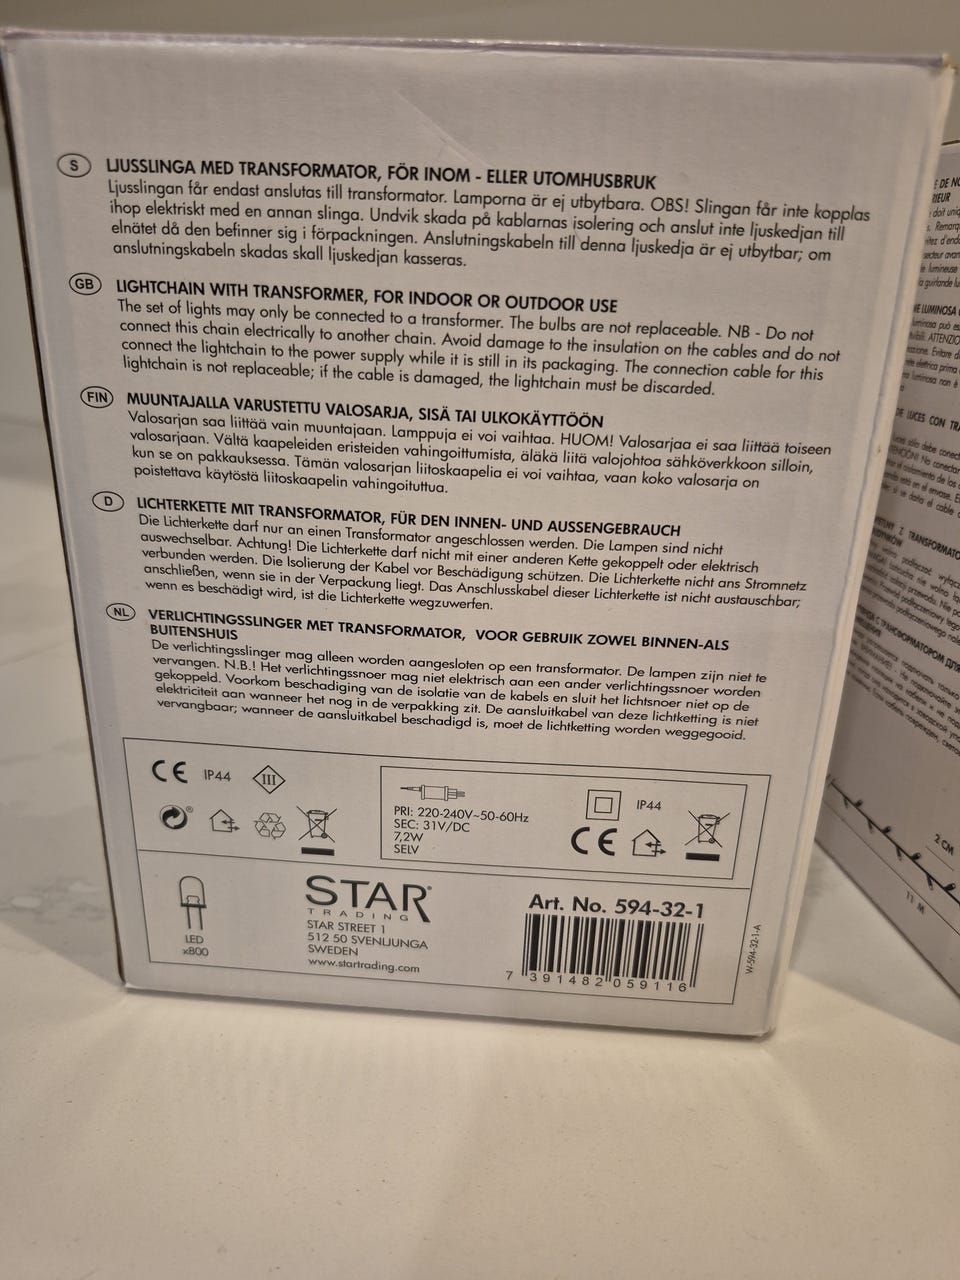 S
LJUSSLINGA MED TRANSFORMATOR, FÖR INOM - ELLER UTOMHUSBRUK
Ljusslingan får endast anslutas till transformator. Lamporna är ej utbytbara. OBS! Slingan får inte kopplas
ihop elektriskt med en annan slinga. Undvik skada på kablarnas isolering och anslut inte ljuskedjan till
elnätet då den befinner sig i förpackningen. Anslutningskabeln till denna ljuskedja är ej utbytbar; om
anslutningskabeln skadas skall ljuskedjan kasseras.
GB
LIGHTCHAIN WITH TRANSFORMER, FOR INDOOR OR OUTDOOR USE
The set of lights may only be connected to a transformer. The bulbs are not replaceable. NB - Do not
connect this chain electrically to another chain. Avoid damage to the insulation on the cables and do not
connect the lightchain to the power supply while it is still in its packaging. The connection cable for this
lightchain is not replaceable; if the cable is damaged, the lightchain must be discarded.
FIN
MUUNTAJALLA VARUSTETTU VALOSARJA, SISÄ TAI ULKOKÄYTTÖÖN
Valosarjan saa liittää vain muuntajaan. Lamppuja ei voi vaihtaa. HUOM! Valosarjaa ei saa liittää toiseen
valosarjaan. Vältä kaapeleiden eristeiden vahingoittumista, äläkä liitä valojohtoa sähköverkkoon silloin,
kun se on pakkauksessa. Tämän valosarjan liitoskaapelia ei voi vaihtaa, vaan koko valosarja on
poistettava käytöstä liitoskaapelin vahingoituttua.
D
LICHTERKETTE MIT TRANSFORMATOR, FÜR DEN INNEN- UND AUSSENGEBRAUCH
Die Lichterkette darf nur an einen Transformator angeschlossen werden. Die Lampen sind nicht
auswechselbar. Achtung! Die Lichterkette darf nicht mit einer anderen Kette gekoppelt oder elektrisch
verbunden werden. Die Isolierung der Kabel vor Beschädigung schützen. Die Lichterkette nicht ans Stromnetz
anschließen, wenn sie in der Verpackung liegt. Das Anschlusskabel dieser Lichterkette ist nicht austauschbar;
wenn es beschädigt wird, ist die Lichterkette wegzuwerfen.
NL
VERLICHTINGSSLINGER MET TRANSFORMATOR, VOOR GEBRUIK ZOWEL BINNEN-ALS
BUITENSHUIS
De verlichtingsslinger mag alleen worden aangesloten op een transformator. De lampen zijn niet te
vervangen. N.B.! Het verlichtingssnoer mag niet elektrisch aan een ander verlichtingssnoer worden
gekoppeld. Voorkom beschadiging van de isolatie van de kabels en sluit het lichtsnoer niet op de
elektriciteit aan wanneer het nog in de verpakking zit. De aansluitkabel van deze lichtketting is niet
vervangbaar; wanneer de aansluitkabel beschadigd is, moet de lichtketting worden weggegooid.
CE IP44 III
PRI: 220-240V~50-60Hz
SEC: 31V/DC
7,2W
SELV
IP44
CE
LED
x800
STAR®
TRADING
STAR STREET 1
512 50 SVENLJUNGA
SWEDEN
www.startrading.com
Art. No. 594-32-1
7 391482 059116
W-594-32-1-A
2 CM
11 M